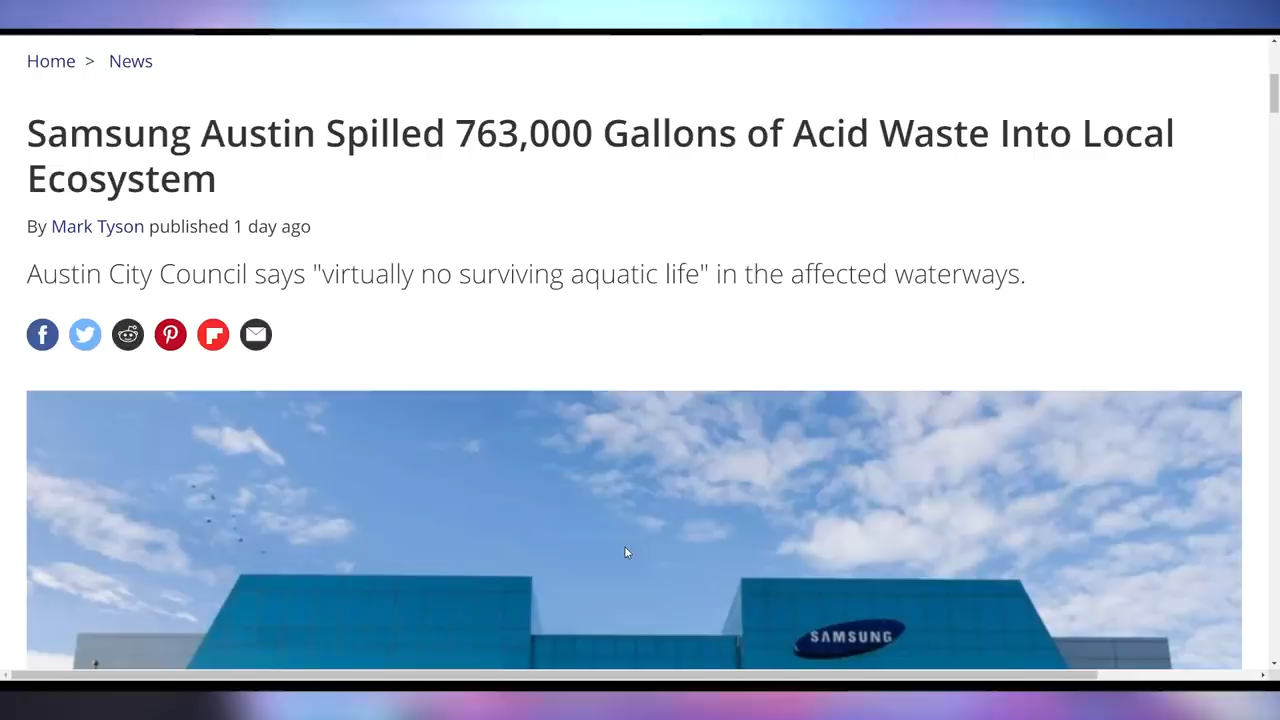 Home > News
Samsung Austin Spilled 763,000 Gallons of Acid Waste Into Local
Ecosystem
By Mark Tyson published 1 day ago
Austin City Council says "virtually no surviving aquatic life" in the affected waterways.
SAMSUNG